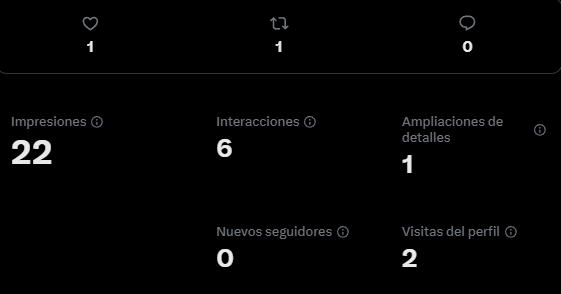 1 1 0
Impresiones
22
Interacciones
6
Ampliaciones de
detalles
1
Nuevos seguidores
0
Visitas del perfil
2